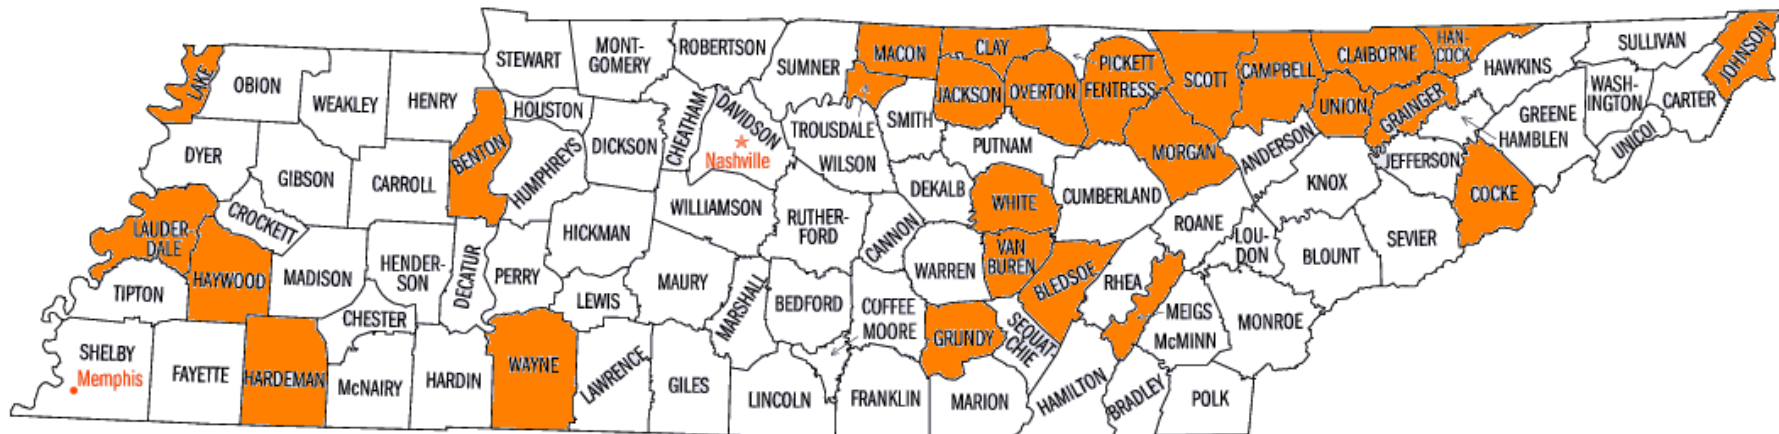 STEWART
MONT-
GOMERY
ROBERTSON
SUMNER
MACON
CLAY
PICKETT
SCOTT
CAMPBELL
CLAIBORNE
HAN-
COCK
HAWKINS
SULLIVAN
JOHNSON
LAKE
OBION
WEAKLEY
HENRY
HOUSTON
DICKSON
CHEATHAM
DAVIDSON
Nashville
TROUSDALE
WILSON
SMITH
JACKSON
OVERTON
FENTRESS
UNION
GRAINGER
GREENE
HAMBLEN
WASH-
INGTON
CARTER
UNICOI
DYER
GIBSON
CARROLL
BENTON
HUMPHREYS
WILLIAMSON
RUTHER-
FORD
CANNON
DEKALB
PUTNAM
WHITE
CUMBERLAND
MORGAN
ANDERSON
KNOX
JEFFERSON
COCKE
SEVIER
LAUDER-
DALE
CROCKETT
HAYWOOD
MADISON
HENDER-
SON
DECATUR
PERRY
HICKMAN
LEWIS
MAURY
MARSHALL
BEDFORD
COFFEE
MOORE
WARREN
VAN
BUREN
BLEDSOE
RHEA
ROANE
LOU-
DON
BLOUNT
TIPTON
CHESTER
GRUNDY
SEQUAT-
CHIE
MEIGS
McMINN
MONROE
SHELBY
Memphis
FAYETTE
HARDEMAN
McNAIRY
HARDIN
WAYNE
LAWRENCE
GILES
LINCOLN
FRANKLIN
MARION
HAMILTON
BRADLEY
POLK